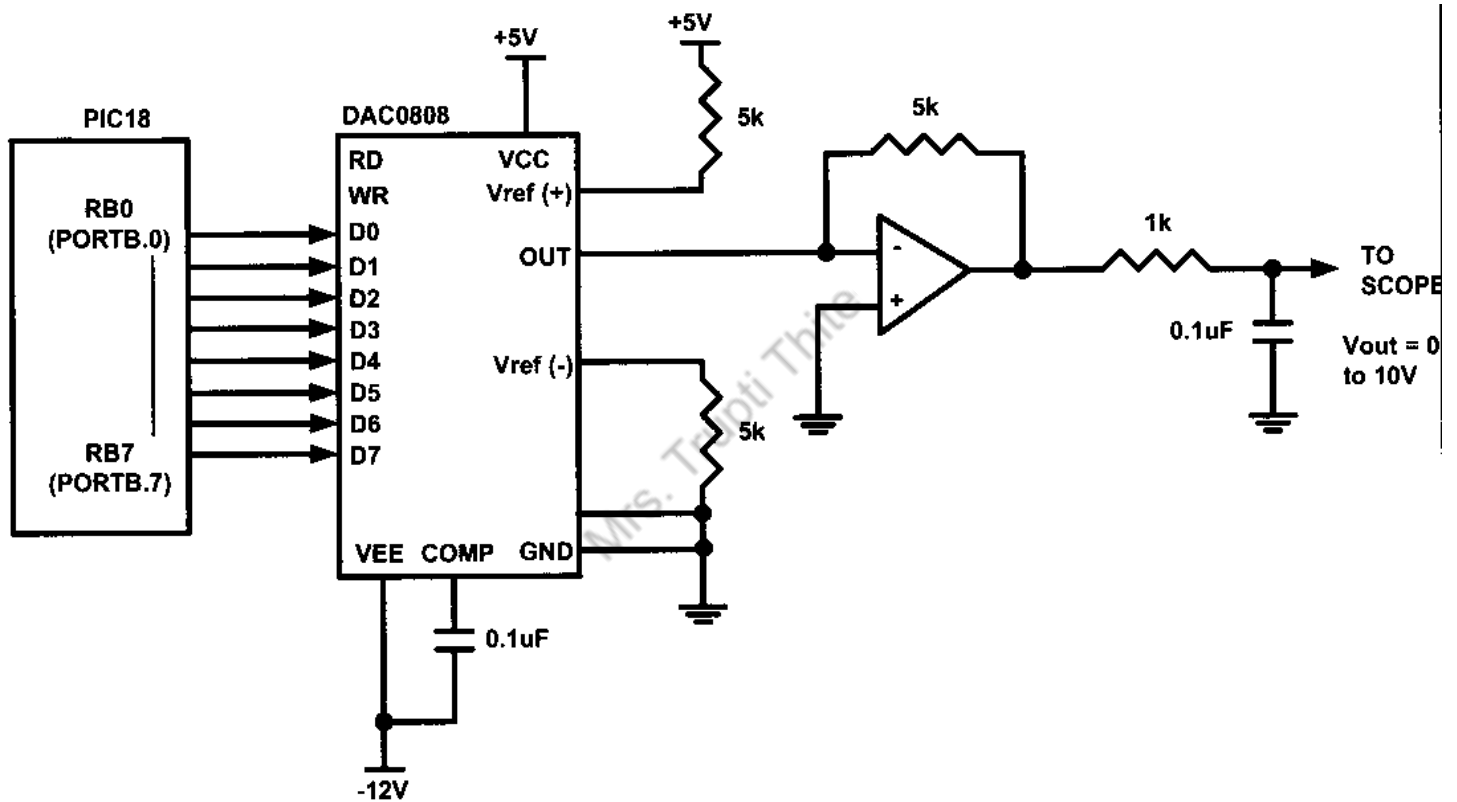 +5V
+5V
PIC18
DAC0808
5k
5k
RD
VCC
WR
Vref (+)
RB0
(PORTB.0)
D0
D1
OUT
1k
TO
SCOPE
D2
D3
D4
Vref (-)
0.1uF
Vout = 0
to 10V
D5
D6
5k
RB7
(PORTB.7)
D7
Mrs. Trupti Thite
VEE
COMP
GND
0.1uF
-12V
+
-